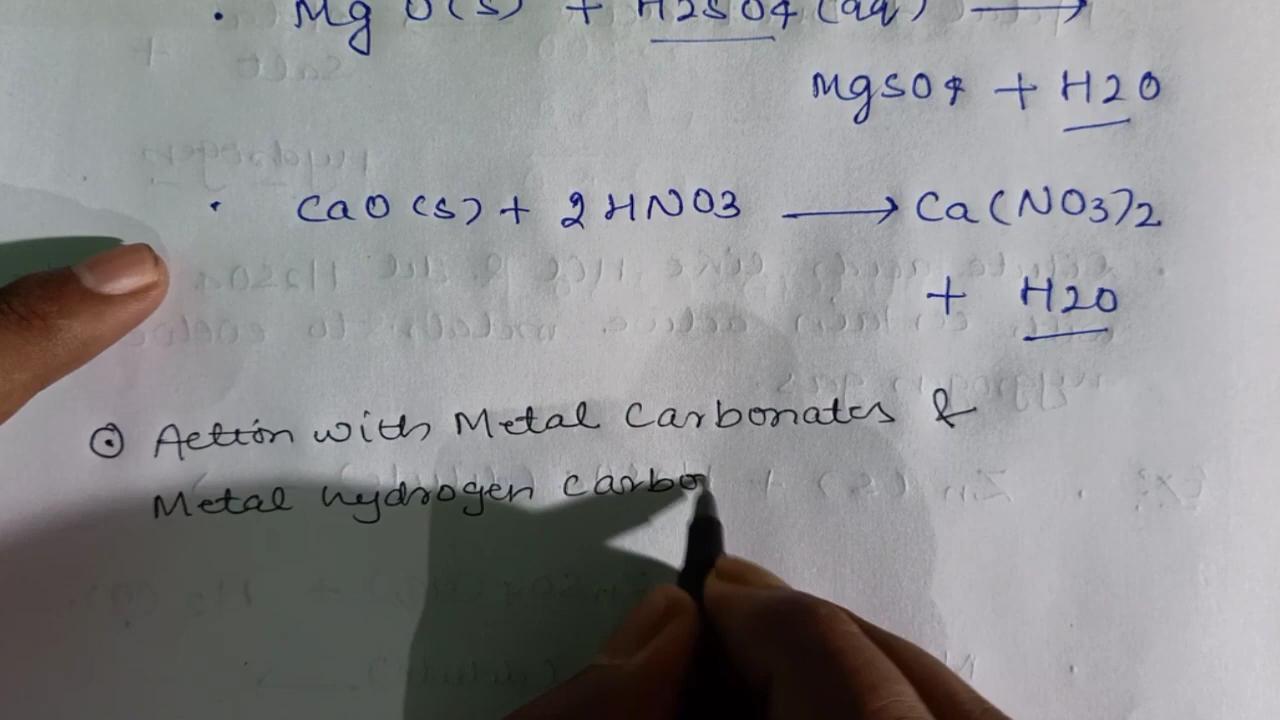 • MgO(s) + H2SO4 (aq) ⟶
MgSO4 + H2O
• CaO(s) + 2HNO3 ⟶ Ca(NO3)2
+ H2O
⊙ Action with Metal Carbonates &
Metal hydrogen carbo